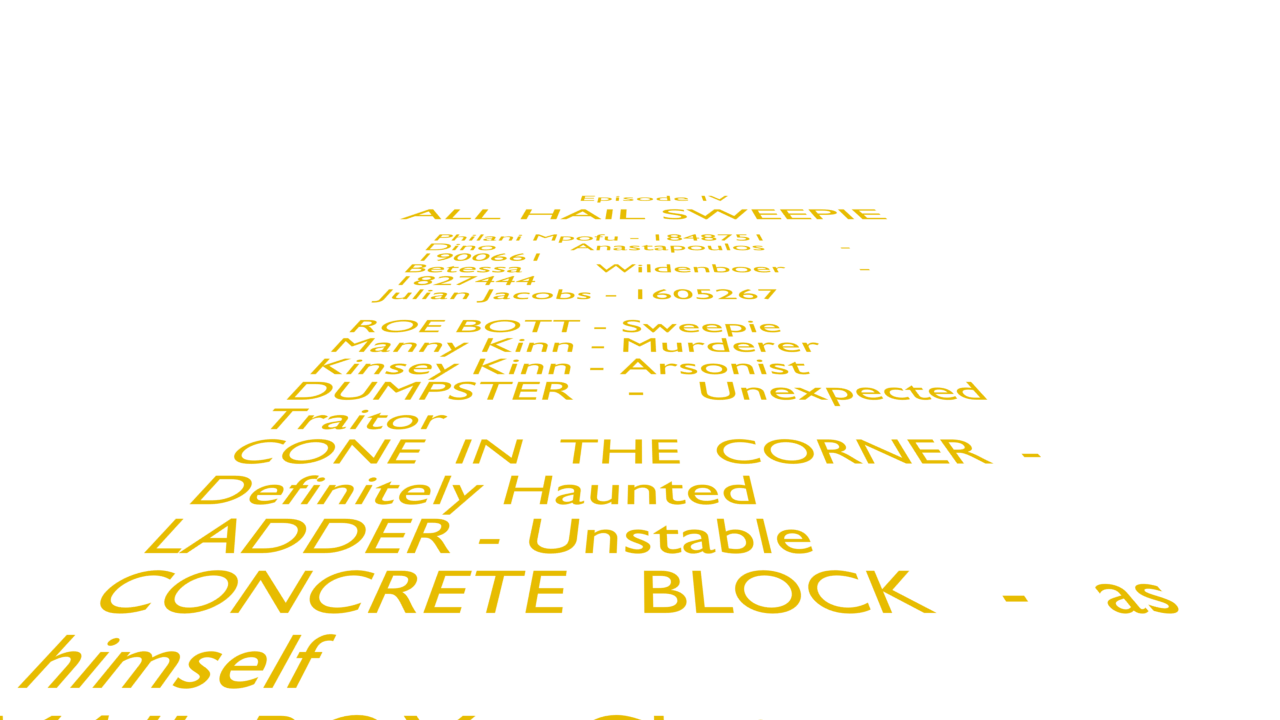 Episode IV
ALL HAIL SWEEPIE
Philani Mpofu - 1848751
Dino Anastapoulos -
1900661
Betessa Wildenboer -
1827444
Julian Jacobs - 1605267
ROE BOTT - Sweepie
Manny Kinn - Murderer
Kinsey Kinn - Arsonist
DUMPSTER - Unexpected
Traitor
CONE IN THE CORNER -
Definitely Haunted
LADDER - Unstable
CONCRETE BLOCK - as
himself